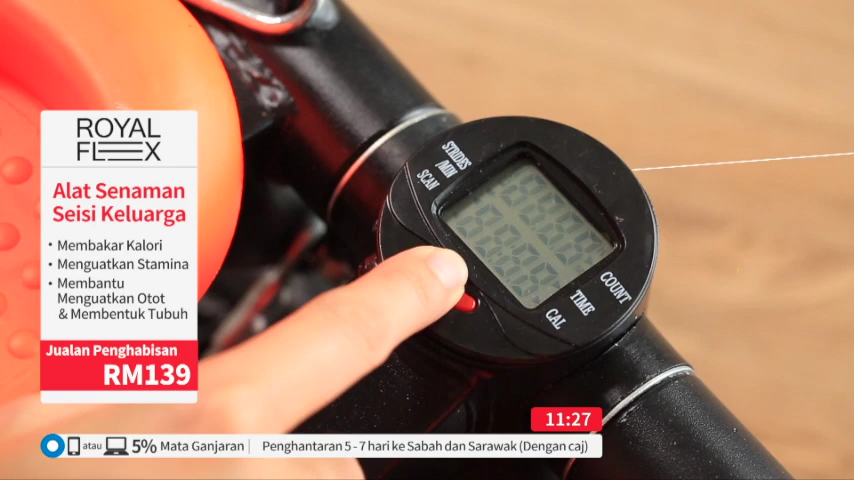 ROYAL
FLEX
Alat Senaman
Seisi Keluarga
• Membakar Kalori
• Menguatkan Stamina
• Membantu
Menguatkan Otot
& Membentuk Tubuh
Jualan Penghabisan
RM139
STRIDES
/MIN
SCAN
COUNT
TIME
CAL
11:27
atau 5% Mata Ganjaran | Penghantaran 5 - 7 hari ke Sabah dan Sarawak (Dengan caj)